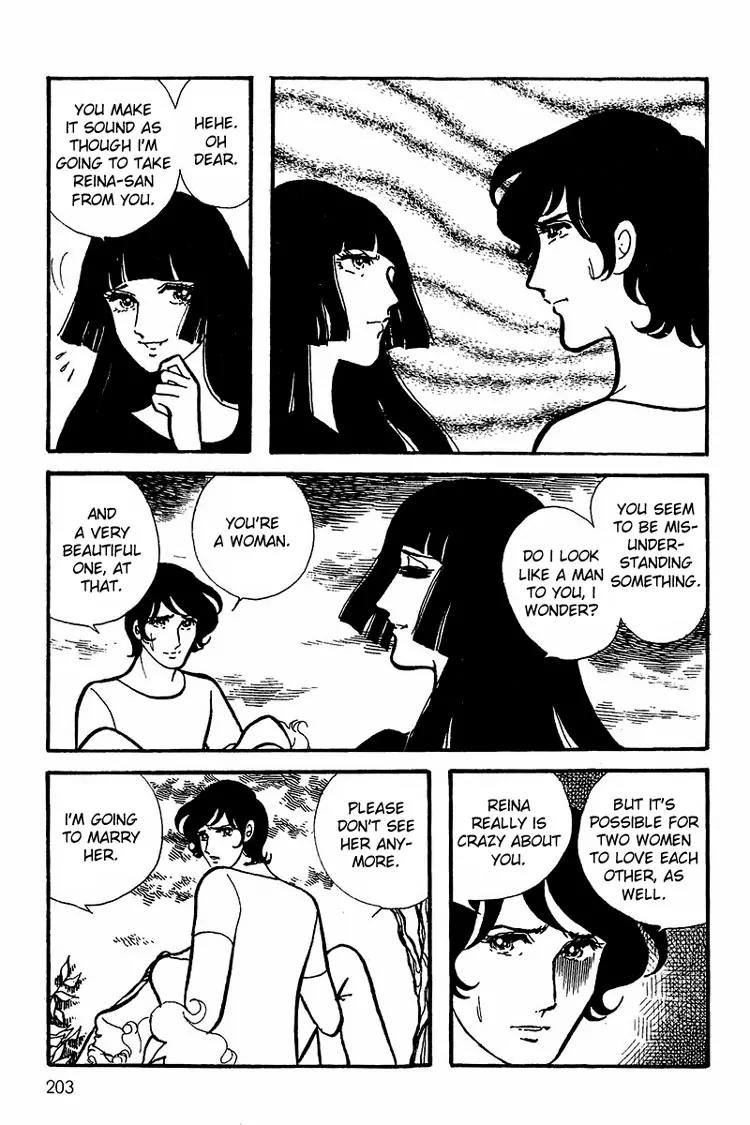 HEHE.
OH
DEAR.
YOU MAKE
IT SOUND AS
THOUGH I'M
GOING TO TAKE
REINA-SAN
FROM YOU.
YOU SEEM
TO BE MIS-
UNDER-
STANDING
SOMETHING.
DO I LOOK
LIKE A MAN
TO YOU, I
WONDER?
YOU'RE
A WOMAN.
AND
A VERY
BEAUTIFUL
ONE, AT
THAT.
BUT IT'S
POSSIBLE FOR
TWO WOMEN
TO LOVE EACH
OTHER, AS
WELL.
REINA
REALLY IS
CRAZY ABOUT
YOU.
PLEASE
DON'T SEE
HER ANY-
MORE.
I'M GOING
TO MARRY
HER.
203